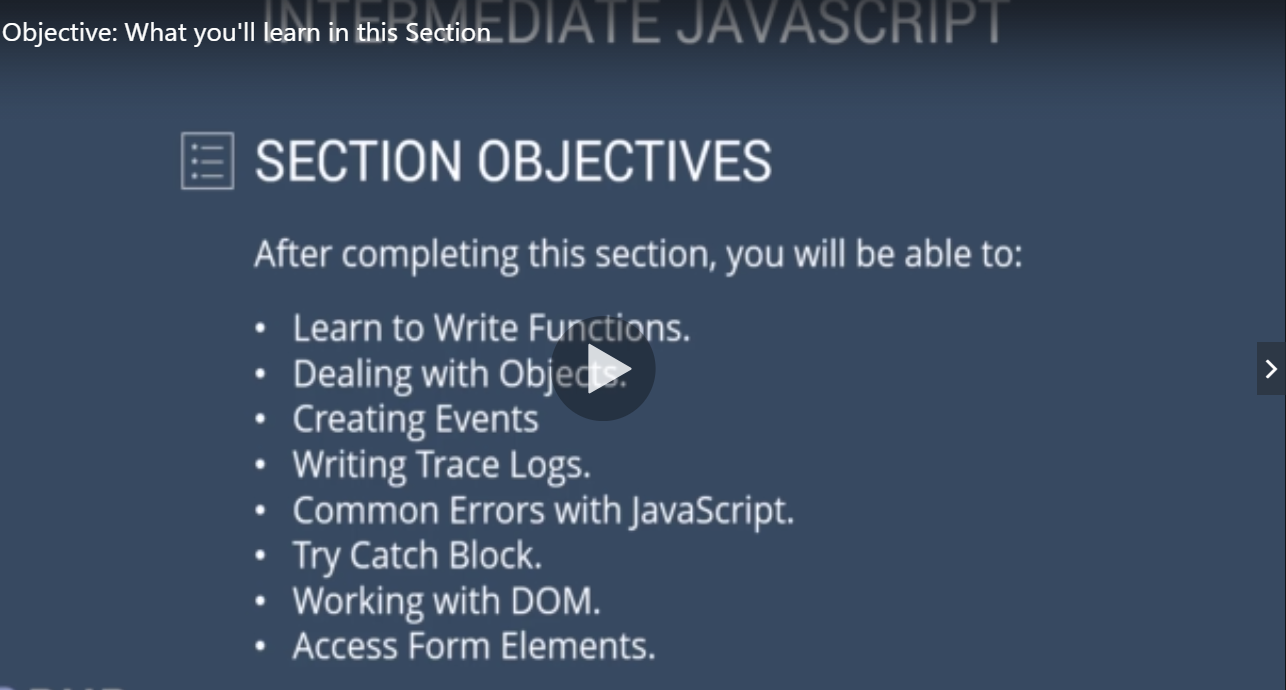 INTERMEDIATE JAVASCRIPT
Objective: What you'll learn in this Section
SECTION OBJECTIVES
After completing this section, you will be able to:
• Learn to Write Functions.
• Dealing with Objects.
• Creating Events
• Writing Trace Logs.
• Common Errors with JavaScript.
• Try Catch Block.
• Working with DOM.
• Access Form Elements.